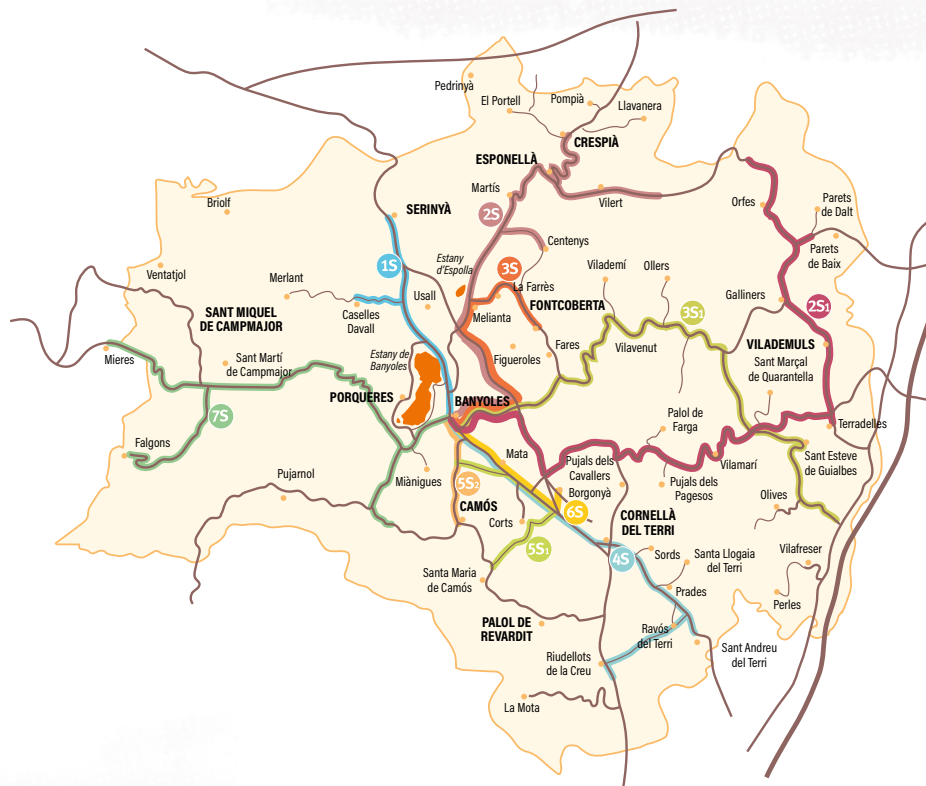 Pedrinyà
El Portell
Pompià
Llavanera
CRESPIÀ
ESPONELLÀ
Martís
Vilert
Orfes
Parets
de Dalt
Briolf
SERINYÀ
2S
Parets
de Baix
Centenys
Estany
d'Espolla
1S
3S
Vilademí
Ollers
Ventatjol
Merlant
Usall
La Farrès
FONTCOBERTA
Galliners
2S1
SANT MIQUEL
DE CAMPMAJOR
Caselles
Davall
Melianta
3S1
VILADEMULS
Mieres
Sant Martí
de Campmajor
Estany de
Banyoles
Figueroles
Fares
Vilavenut
Sant Marçal
de Quarantella
PORQUERES
BANYOLES
7S
Palol de
Farga
Terradelles
Falgons
Mata
Pujals dels
Cavallers
Vilamarí
Sant Esteve
de Guialbes
Pujarnol
Miànigues
5S2
Borgonyà
Pujals dels
Pagesos
Olives
CAMÓS
Corts
6S
CORNELLÀ
DEL TERRI
5S1
4S
Sords
Santa Llogaia
del Terri
Vilafreser
Santa Maria
de Camós
Prades
Perles
PALOL DE
REVARDIT
Ravós
del Terri
Sant Andreu
del Terri
Riudellots
de la Creu
La Mota